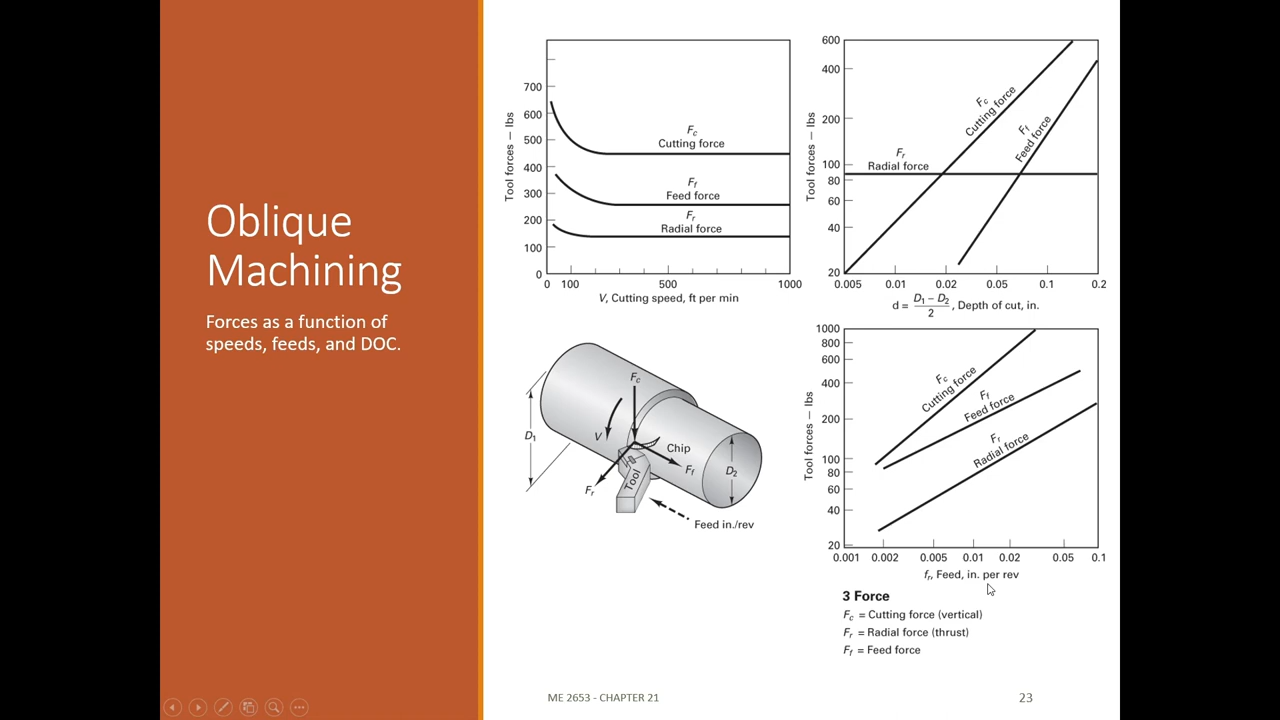 Oblique
Machining
Forces as a function of
speeds, feeds, and DOC.
Tool forces — lbs
700
600
500
400
300
200
100
0
Fc
Cutting force
Ff
Feed force
Fr
Radial force
0 100 500 1000
V, Cutting speed, ft per min
Tool forces — lbs
600
400
200
100
80
60
40
20
Fc
Cutting force
Ff
Feed force
Fr
Radial force
0.005 0.01 0.02 0.05 0.1 0.2
d = D1 – D2 / 2 , Depth of cut, in.
D1
V
Fc
Chip
Ff
D2
Fr
Tool
Feed in./rev
Tool forces — lbs
1000
800
600
400
200
100
80
60
40
20
Fc
Cutting force
Ff
Feed force
Fr
Radial force
0.001 0.002 0.005 0.01 0.02 0.05 0.1
fr, Feed, in. per rev
3 Force
Fc = Cutting force (vertical)
Fr = Radial force (thrust)
Ff = Feed force
ME 2653 - CHAPTER 21
23